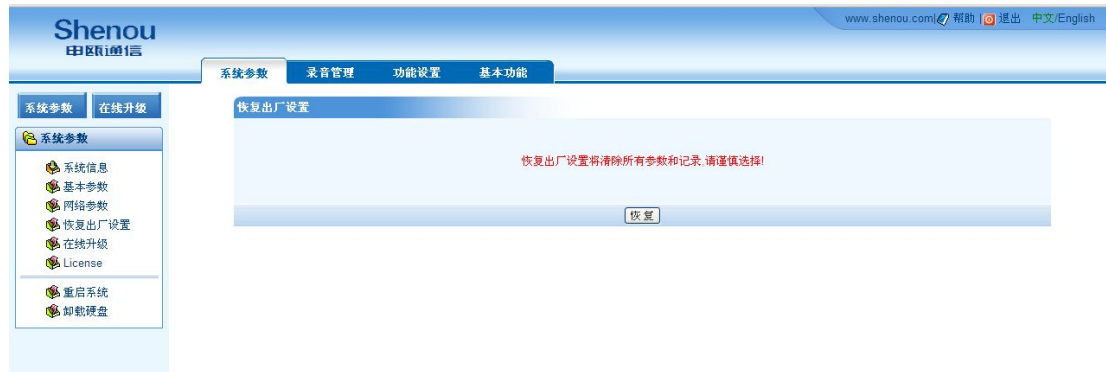 www.shenou.com|帮助|退出 中文/English
Shenou
申瓯通信
系统参数 录音管理 功能设置 基本功能
系统参数 在线升级
系统参数
系统信息
基本参数
网络参数
恢复出厂设置
在线升级
License
重启系统
卸载硬盘
恢复出厂设置
恢复出厂设置将清除所有参数和记录,请谨慎选择!
恢复